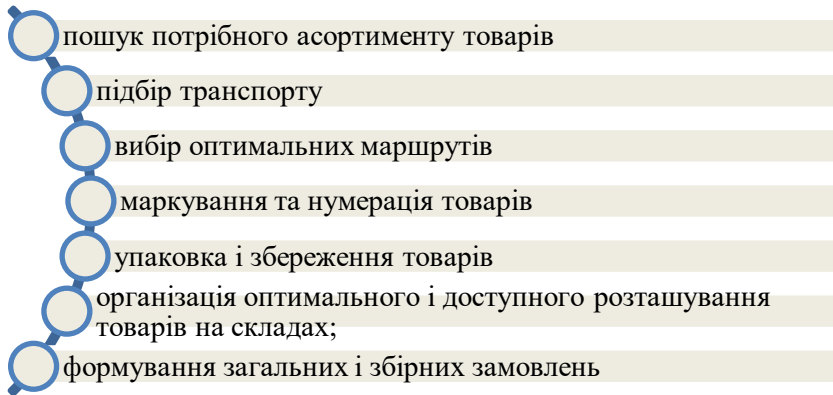 пошук потрібного асортименту товарів
підбір транспорту
вибір оптимальних маршрутів
маркування та нумерація товарів
упаковка і збереження товарів
організація оптимального і доступного розташування
товарів на складах;
формування загальних і збірних замовлень